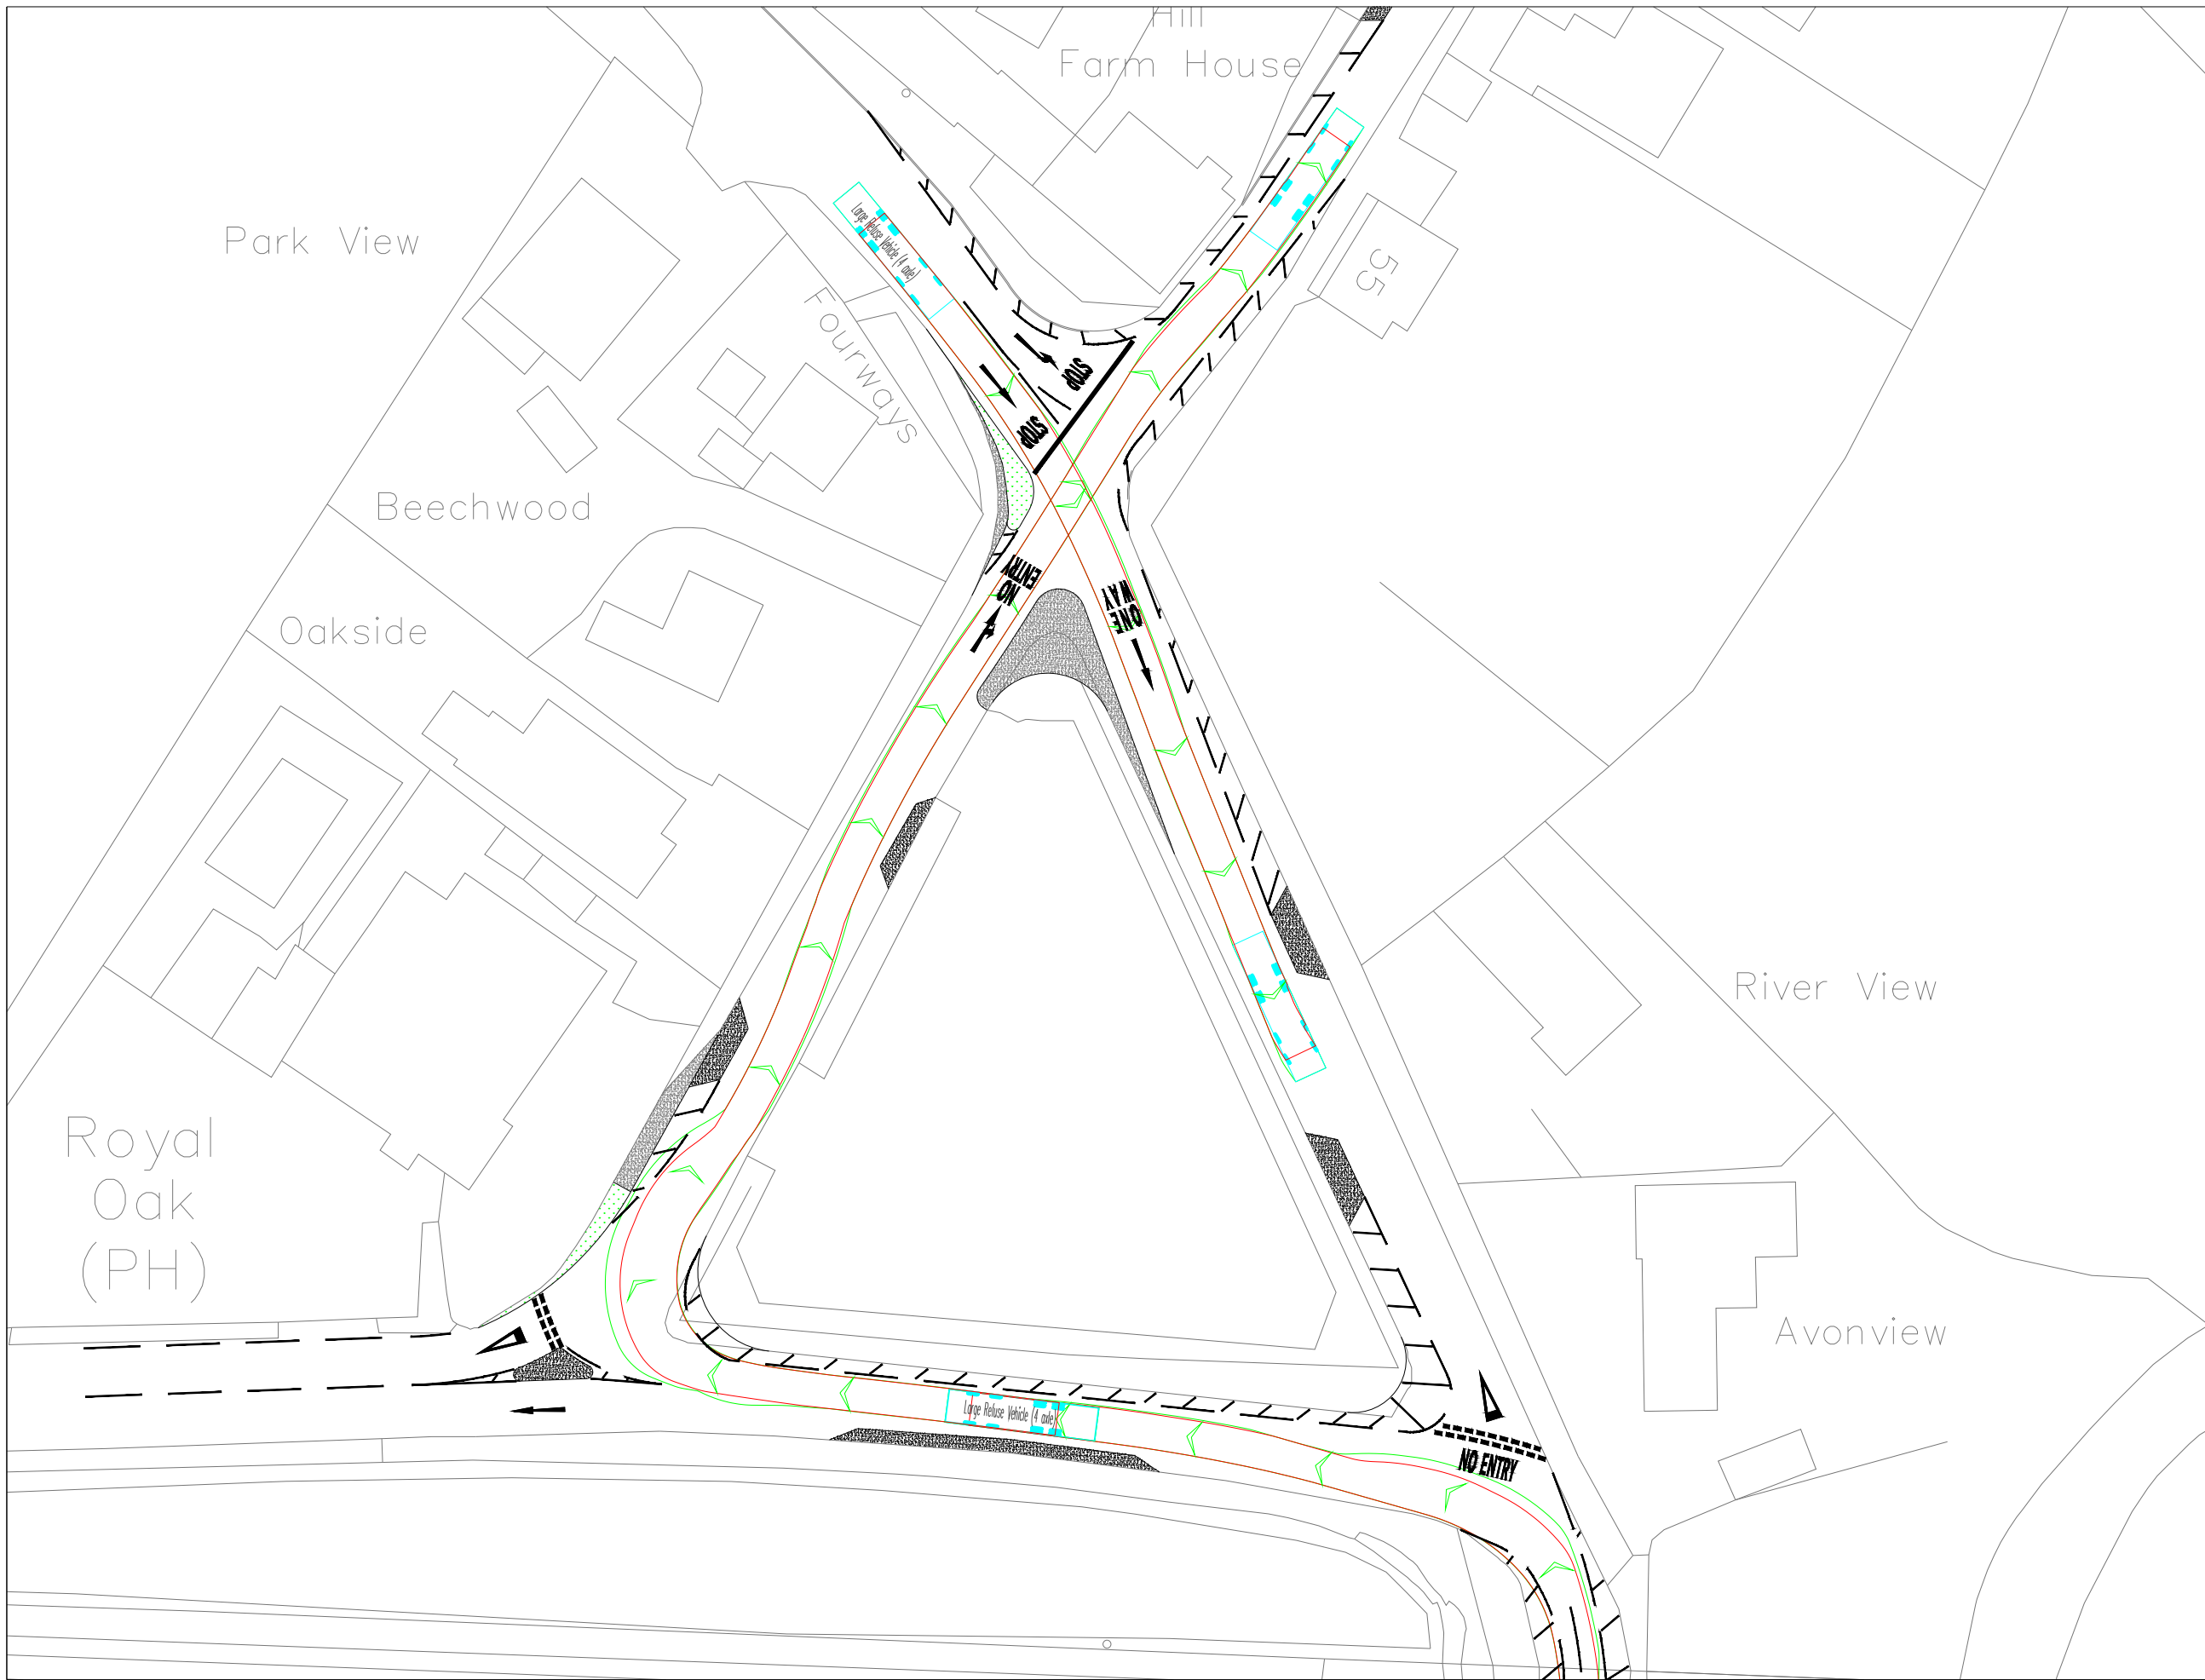 Hill
Farm House
Large Refuse Vehicle (4 axle)
Park View
55
Fourways
STOP
STOP
Beechwood
NO
ENTRY
ONE
WAY
Oakside
River View
Royal
Oak
(PH)
Avonview
Large Refuse Vehicle (4 axle)
NO ENTRY